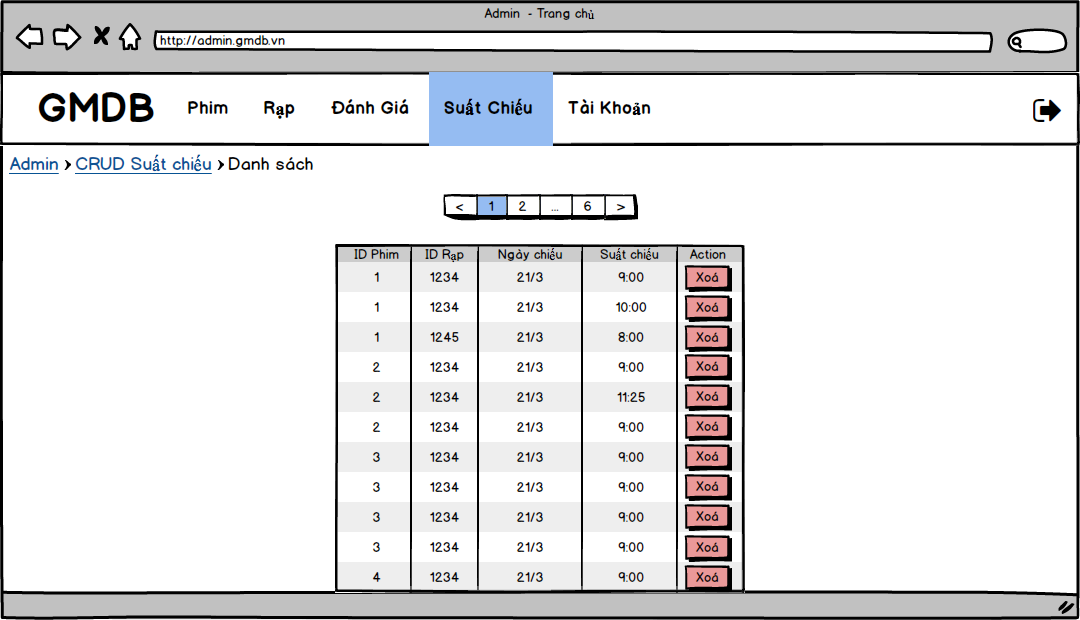 Admin - Trang chủ
http://admin.gmdb.vn
GMDB Phim Rạp Đánh Giá Suất Chiếu Tài Khoản
Admin > CRUD Suất chiếu > Danh sách
< 1 2 ... 6 >
ID Phim ID Rạp Ngày chiếu Suất chiếu Action
1 1234 21/3 9:00 Xoá
1 1234 21/3 10:00 Xoá
1 1245 21/3 8:00 Xoá
2 1234 21/3 9:00 Xoá
2 1234 21/3 11:25 Xoá
2 1234 21/3 9:00 Xoá
3 1234 21/3 9:00 Xoá
3 1234 21/3 9:00 Xoá
3 1234 21/3 9:00 Xoá
3 1234 21/3 9:00 Xoá
4 1234 21/3 9:00 Xoá